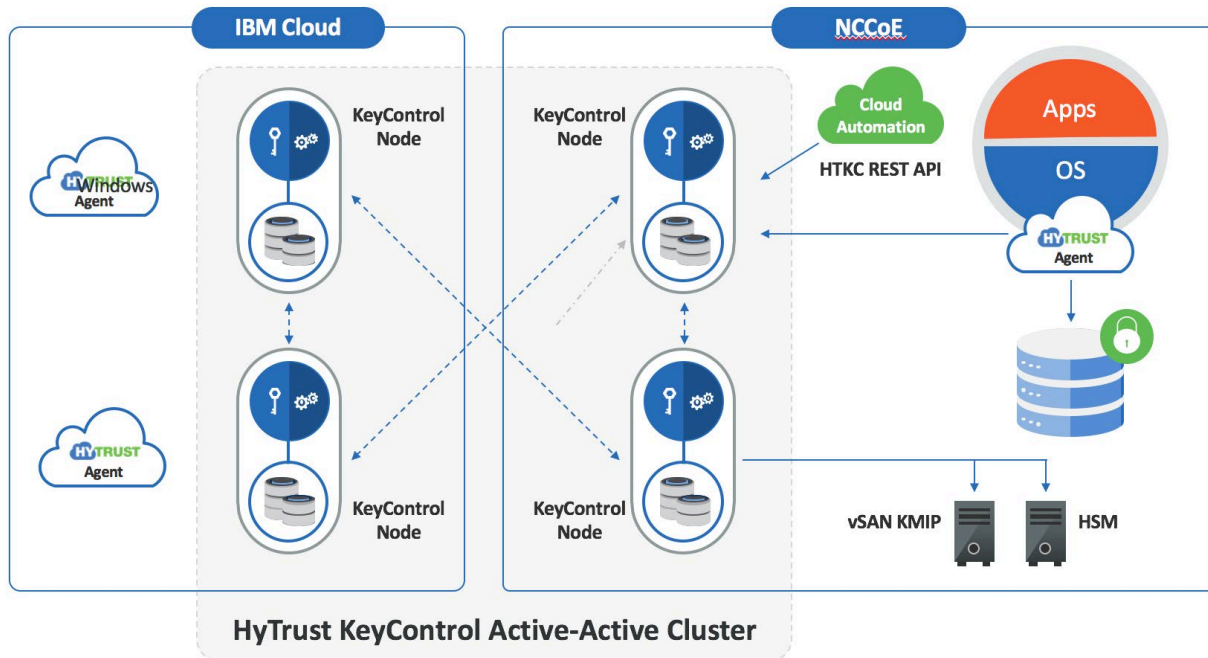 IBM Cloud
NCCoE
KeyControl
Node
KeyControl
Node
Cloud
Automation
HTKC REST API
Apps
OS
HYTRUST
Agent
HYTRUST
Windows
Agent
HYTRUST
Agent
KeyControl
Node
KeyControl
Node
vSAN KMIP
HSM
HyTrust KeyControl Active-Active Cluster